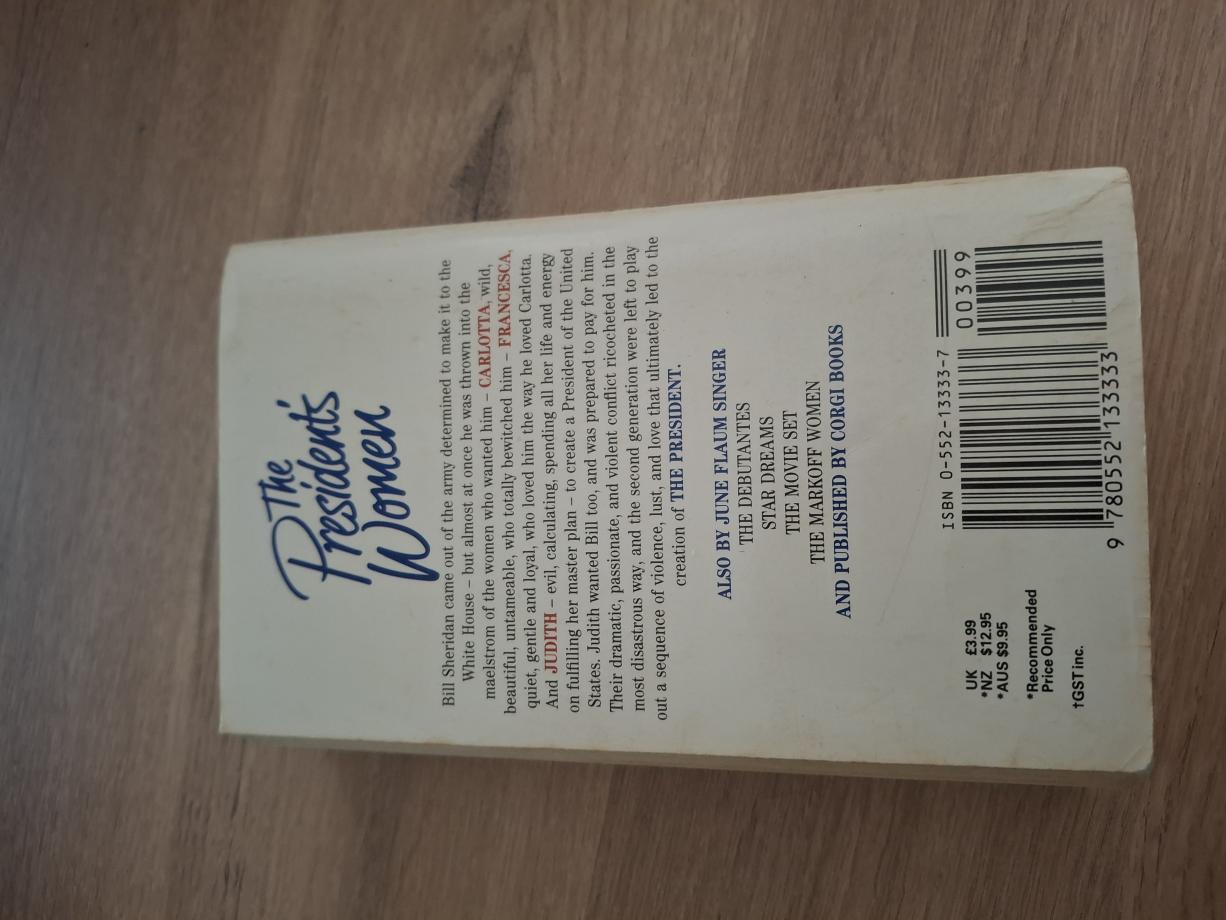 The
Presidents'
Women
Bill Sheridan came out of the army determined to make it to the
White House – but almost at once he was thrown into the
maelstrom of the women who wanted him – CARLOTTA, wild,
beautiful, untameable, who totally bewitched him – FRANCESCA,
quiet, gentle and loyal, who loved him the way he loved Carlotta.
And JUDITH – evil, calculating, spending all her life and energy
on fulfilling her master plan – to create a President of the United
States. Judith wanted Bill too, and was prepared to pay for him.
Their dramatic, passionate, and violent conflict ricocheted in the
most disastrous way, and the second generation were left to play
out a sequence of violence, lust, and love that ultimately led to the
creation of THE PRESIDENT.
ALSO BY JUNE FLAUM SINGER
THE DEBUTANTES
STAR DREAMS
THE MOVIE SET
THE MARKOFF WOMEN
AND PUBLISHED BY CORGI BOOKS
UK £3.99
*NZ $12.95
*AUS $9.95
*Recommended
Price Only
†GST inc.
ISBN 0-552-13333-7
00399
9 780552 133333